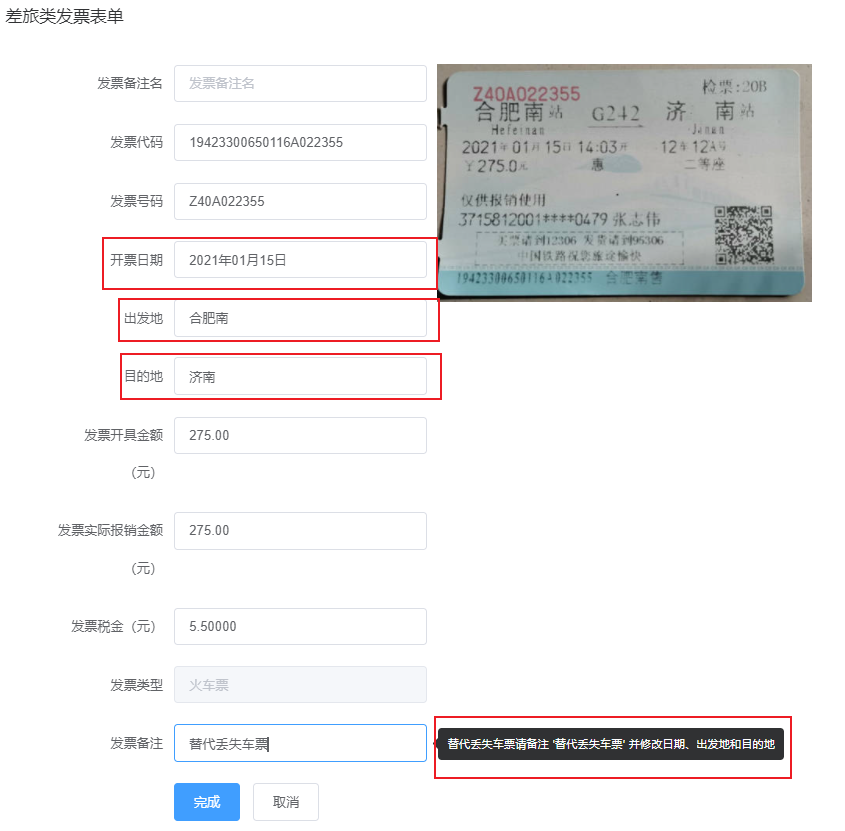 差旅类发票表单
发票备注名 发票备注名
发票代码 19423300650116A022355
发票号码 Z40A022355
开票日期 2021年01月15日
出发地 合肥南
目的地 济南
发票开具金额 275.00
（元）
发票实际报销金额 275.00
（元）
发票税金（元） 5.50000
发票类型 火车票
发票备注 替代丢失车票
替代丢失车票请备注 '替代丢失车票' 并修改日期、出发地和目的地
完成 取消
Z40A022355 检票:20B
合肥南站 G242 济南站
Hefeinan Jinan
2021年01月15日 14:03开 12车12A号
￥275.0元 惠 二等座
仅供报销使用
3715812001****0479 张志伟
买票请到12306 发货请到95306
中国铁路祝您旅途愉快
19423300650116A022355 合肥南售